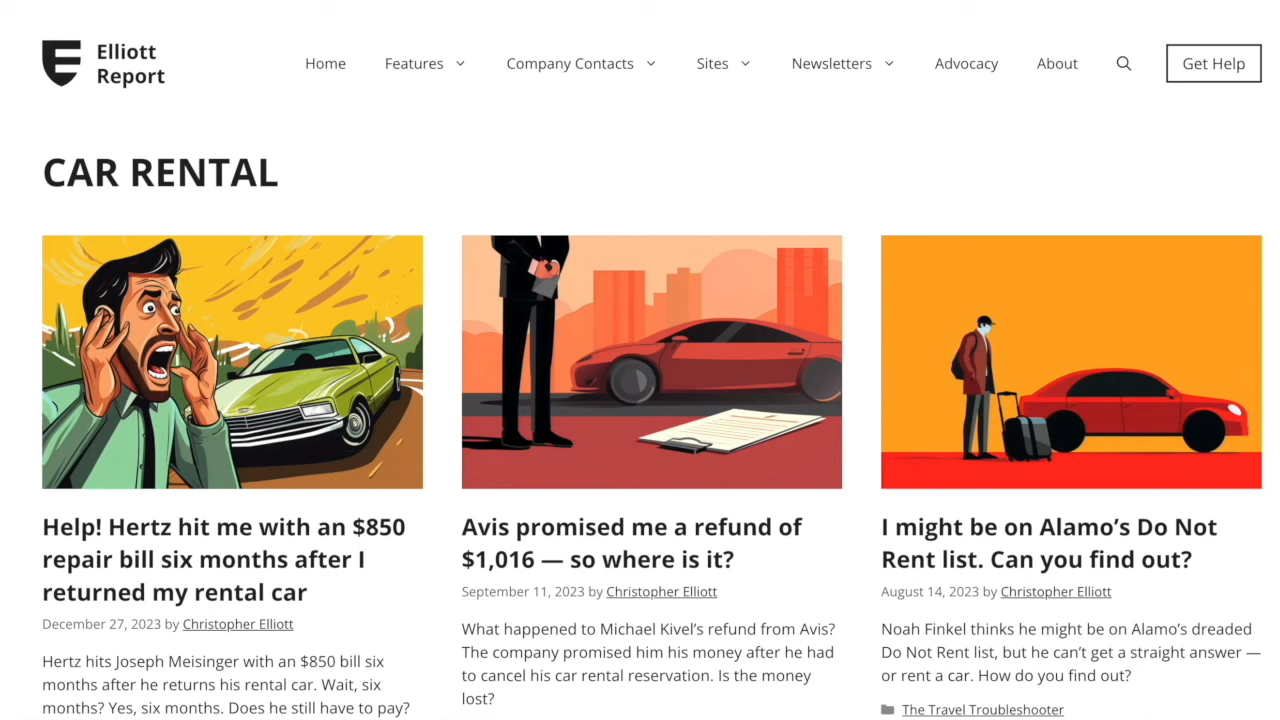 Elliott
Report
Home Features Company Contacts Sites Newsletters Advocacy About Get Help
CAR RENTAL
Help! Hertz hit me with an $850
repair bill six months after I
returned my rental car
December 27, 2023 by Christopher Elliott
Hertz hits Joseph Meisinger with an $850 bill six
months after he returns his rental car. Wait, six
months? Yes, six months. Does he still have to pay?
Avis promised me a refund of
$1,016 — so where is it?
September 11, 2023 by Christopher Elliott
What happened to Michael Kivel’s refund from Avis?
The company promised him his money after he had
to cancel his car rental reservation. Is the money
lost?
I might be on Alamo’s Do Not
Rent list. Can you find out?
August 14, 2023 by Christopher Elliott
Noah Finkel thinks he might be on Alamo’s dreaded
Do Not Rent list, but he can’t get a straight answer —
or rent a car. How do you find out?
The Travel Troubleshooter